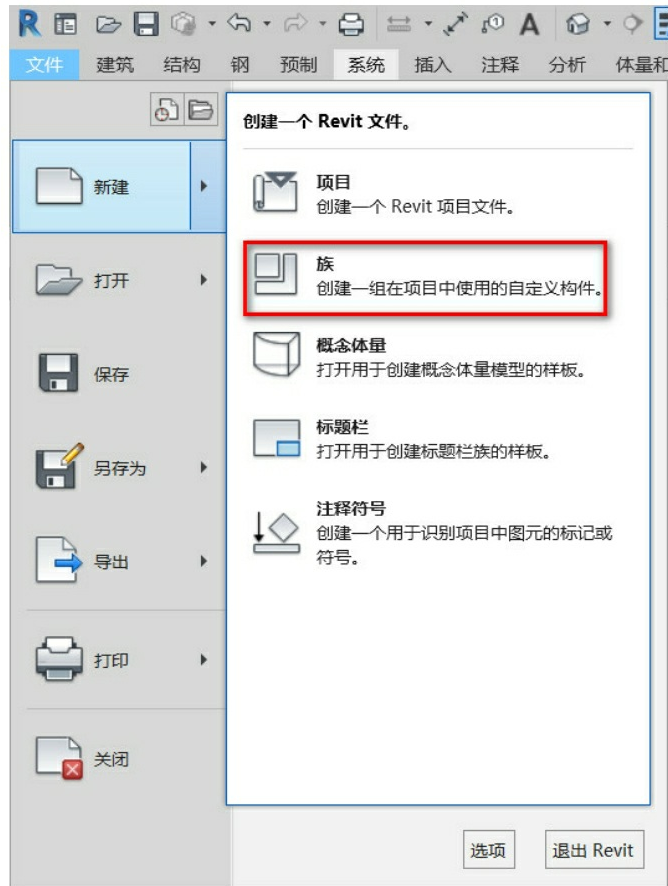 文件 建筑 结构 钢 预制 系统 插入 注释 分析 体量和
创建一个 Revit 文件。
新建
项目
创建一个 Revit 项目文件。
族
创建一组在项目中使用的自定义构件。
打开
概念体量
打开用于创建概念体量模型的样板。
保存
标题栏
打开用于创建标题栏族的样板。
另存为
注释符号
创建一个用于识别项目中图元的标记或
符号。
导出
打印
关闭
选项 退出 Revit